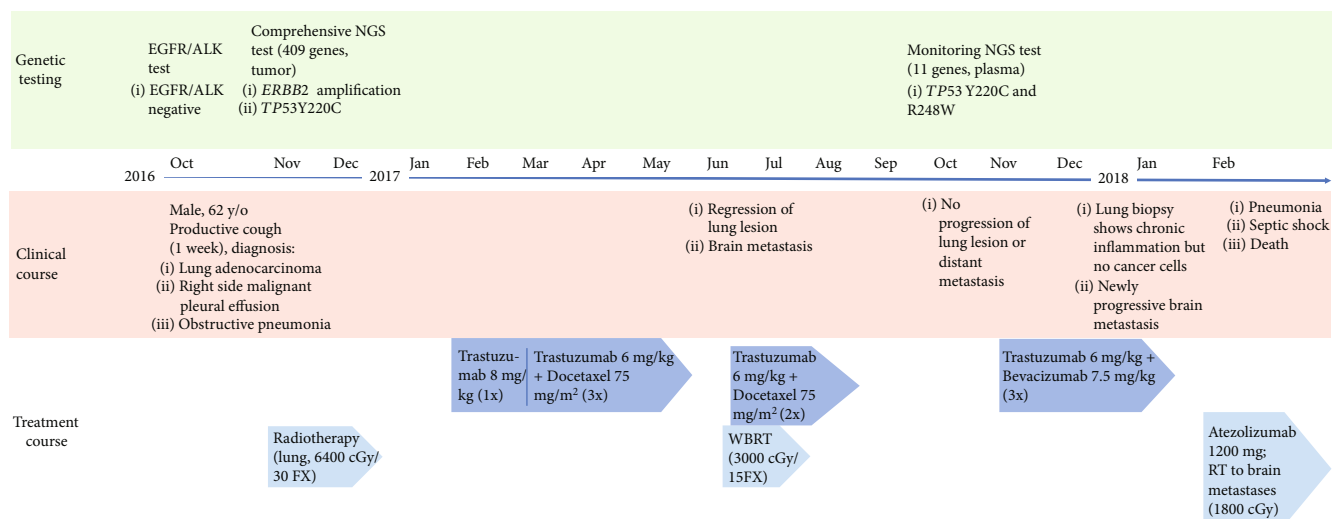 Genetic
testing
EGFR/ALK
test
(i) EGFR/ALK
negative
Comprehensive NGS
test (409 genes,
tumor)
(i) ERBB2 amplification
(ii) TP53Y220C
Monitoring NGS test
(11 genes, plasma)
(i) TP53 Y220C and
R248W
2016
Oct
Nov
Dec
2017
Jan
Feb
Mar
Apr
May
Jun
Jul
Aug
Sep
Oct
Nov
Dec
2018
Jan
Feb
Clinical
course
Male, 62 y/o
Productive cough
(1 week), diagnosis:
(i) Lung adenocarcinoma
(ii) Right side malignant
pleural effusion
(iii) Obstructive pneumonia
(i) Regression of
lung lesion
(ii) Brain metastasis
(i) No
progression of
lung lesion or
distant
metastasis
(i) Lung biopsy
shows chronic
inflammation but
no cancer cells
(ii) Newly
progressive brain
metastasis
(i) Pneumonia
(ii) Septic shock
(iii) Death
Treatment
course
Trastuzu-
mab 8 mg/
kg (1x)
Trastuzumab 6 mg/kg
+ Docetaxel 75
mg/m² (3x)
Trastuzumab
6 mg/kg +
Docetaxel 75
mg/m² (2x)
Trastuzumab 6 mg/kg +
Bevacizumab 7.5 mg/kg
(3x)
Radiotherapy
(lung, 6400 cGy/
30 FX)
WBRT
(3000 cGy/
15FX)
Atezolizumab
1200 mg;
RT to brain
metastases
(1800 cGy)